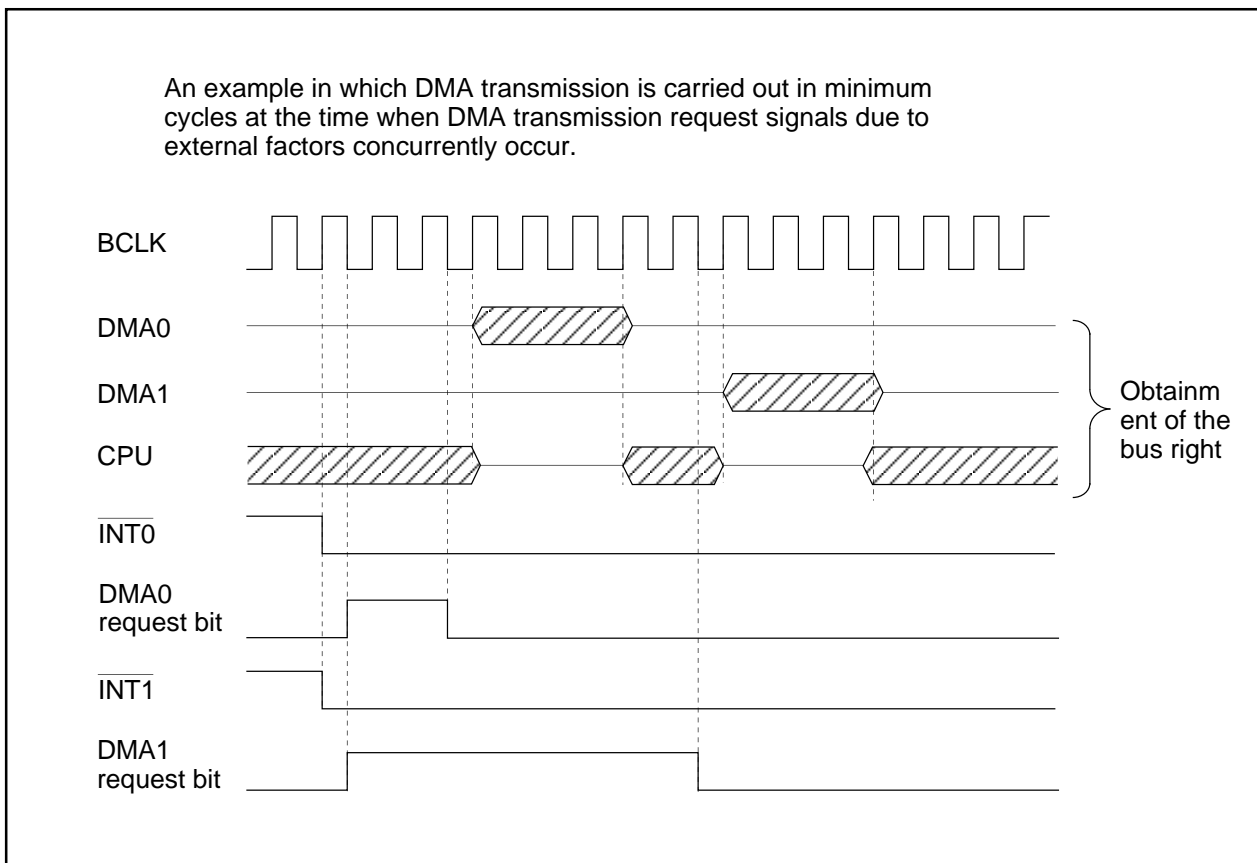 An example in which DMA transmission is carried out in minimum
cycles at the time when DMA transmission request signals due to
external factors concurrently occur.
BCLK
DMA0
DMA1
CPU
Obtainm
ent of the
bus right
INT0
DMA0
request bit
INT1
DMA1
request bit